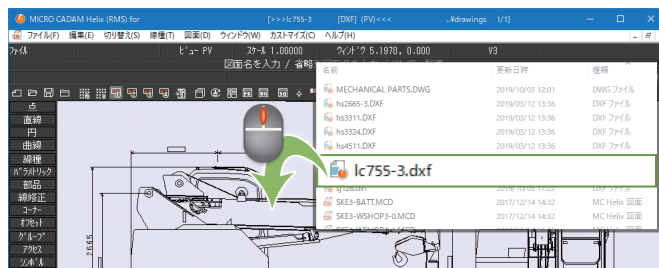 MICRO CADAM Helix (RMS) for [>>>lc755-3 [DXF] (PV)<<< ..¥drawings 1/1]
ファイル(F) 編集(E) 切り替え(S) 線種(T) 図面(D) ウィンドウ(W) カストマイズ(C) ヘルプ(H)
ファイル ビュー PV スケール 1.00000 ウィンドウ 5.1970, 0.000 V3
図面名を入力 / 省略
名前 更新日時 種類
MECHANICAL PARTS.DWG 2019/10/03 12:01 DWG ファイル
hs2665-3.DXF 2019/03/12 13:36 DXF ファイル
hs3311.DXF 2019/03/12 13:36 DXF ファイル
hs3324.DXF 2019/03/12 13:36 DXF ファイル
hs4511.DXF 2019/03/12 13:36 DXF ファイル
lc755-3.dxf
SKE3-BATT.MCD 2017/12/14 14:32 MC Helix 図面
SKE3-WSHOP3-0.MCD 2017/12/14 14:32 MC Helix 図面
点
直線
円
曲線
線種
パラメトリック
部品
線修正
コーナー
オフセット
グループ
アクセス
シンボル
2665